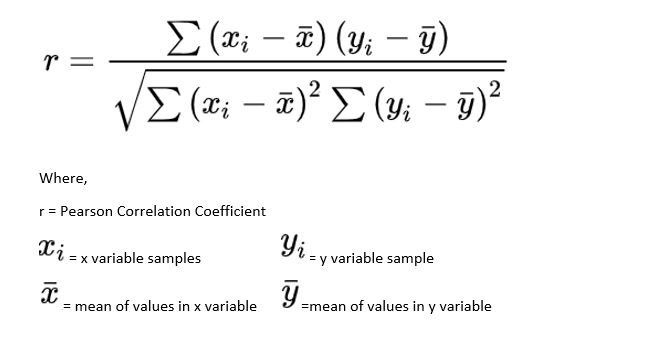 r = ∑ (xᵢ − x̄) (yᵢ − ȳ) / √ ∑ (xᵢ − x̄)² ∑ (yᵢ − ȳ)²
Where,
r = Pearson Correlation Coefficient
xᵢ = x variable samples yᵢ = y variable sample
x̄ = mean of values in x variable ȳ =mean of values in y variable